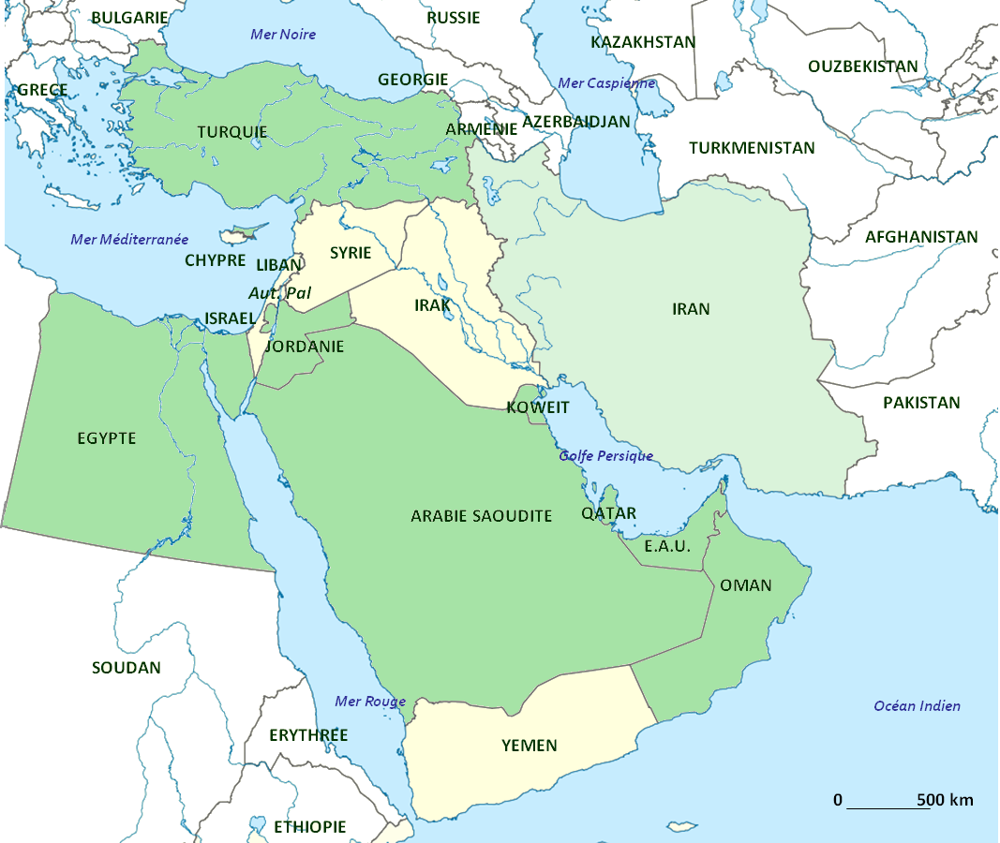 BULGARIE
RUSSIE
Mer Noire
KAZAKHSTAN
OUZBEKISTAN
GEORGIE
Mer Caspienne
GRECE
TURQUIE
ARMENIE
AZERBAIDJAN
TURKMENISTAN
Mer Méditerranée
CHYPRE
LIBAN
SYRIE
AFGHANISTAN
Aut. Pal
IRAK
IRAN
ISRAEL
JORDANIE
KOWEIT
PAKISTAN
EGYPTE
Golfe Persique
ARABIE SAOUDITE
QATAR
E.A.U.
OMAN
SOUDAN
Mer Rouge
Océan Indien
ERYTHREE
YEMEN
0 500 km
ETHIOPIE